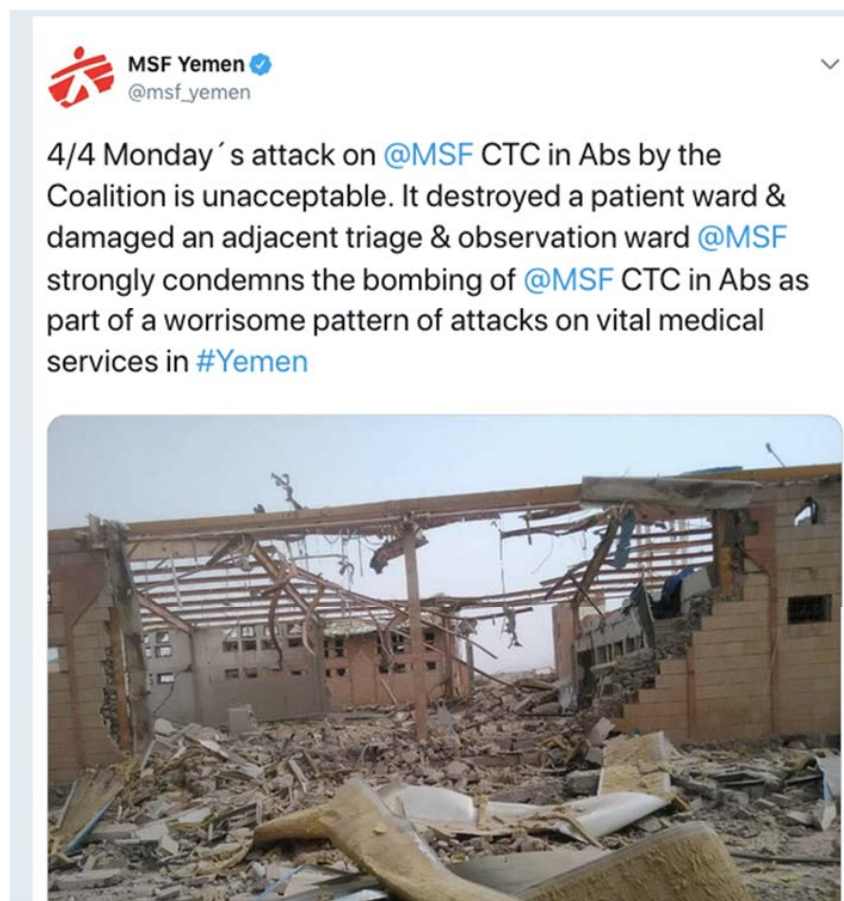 MSF Yemen
@msf_yemen
4/4 Monday´s attack on @MSF CTC in Abs by the
Coalition is unacceptable. It destroyed a patient ward &
damaged an adjacent triage & observation ward @MSF
strongly condemns the bombing of @MSF CTC in Abs as
part of a worrisome pattern of attacks on vital medical
services in #Yemen